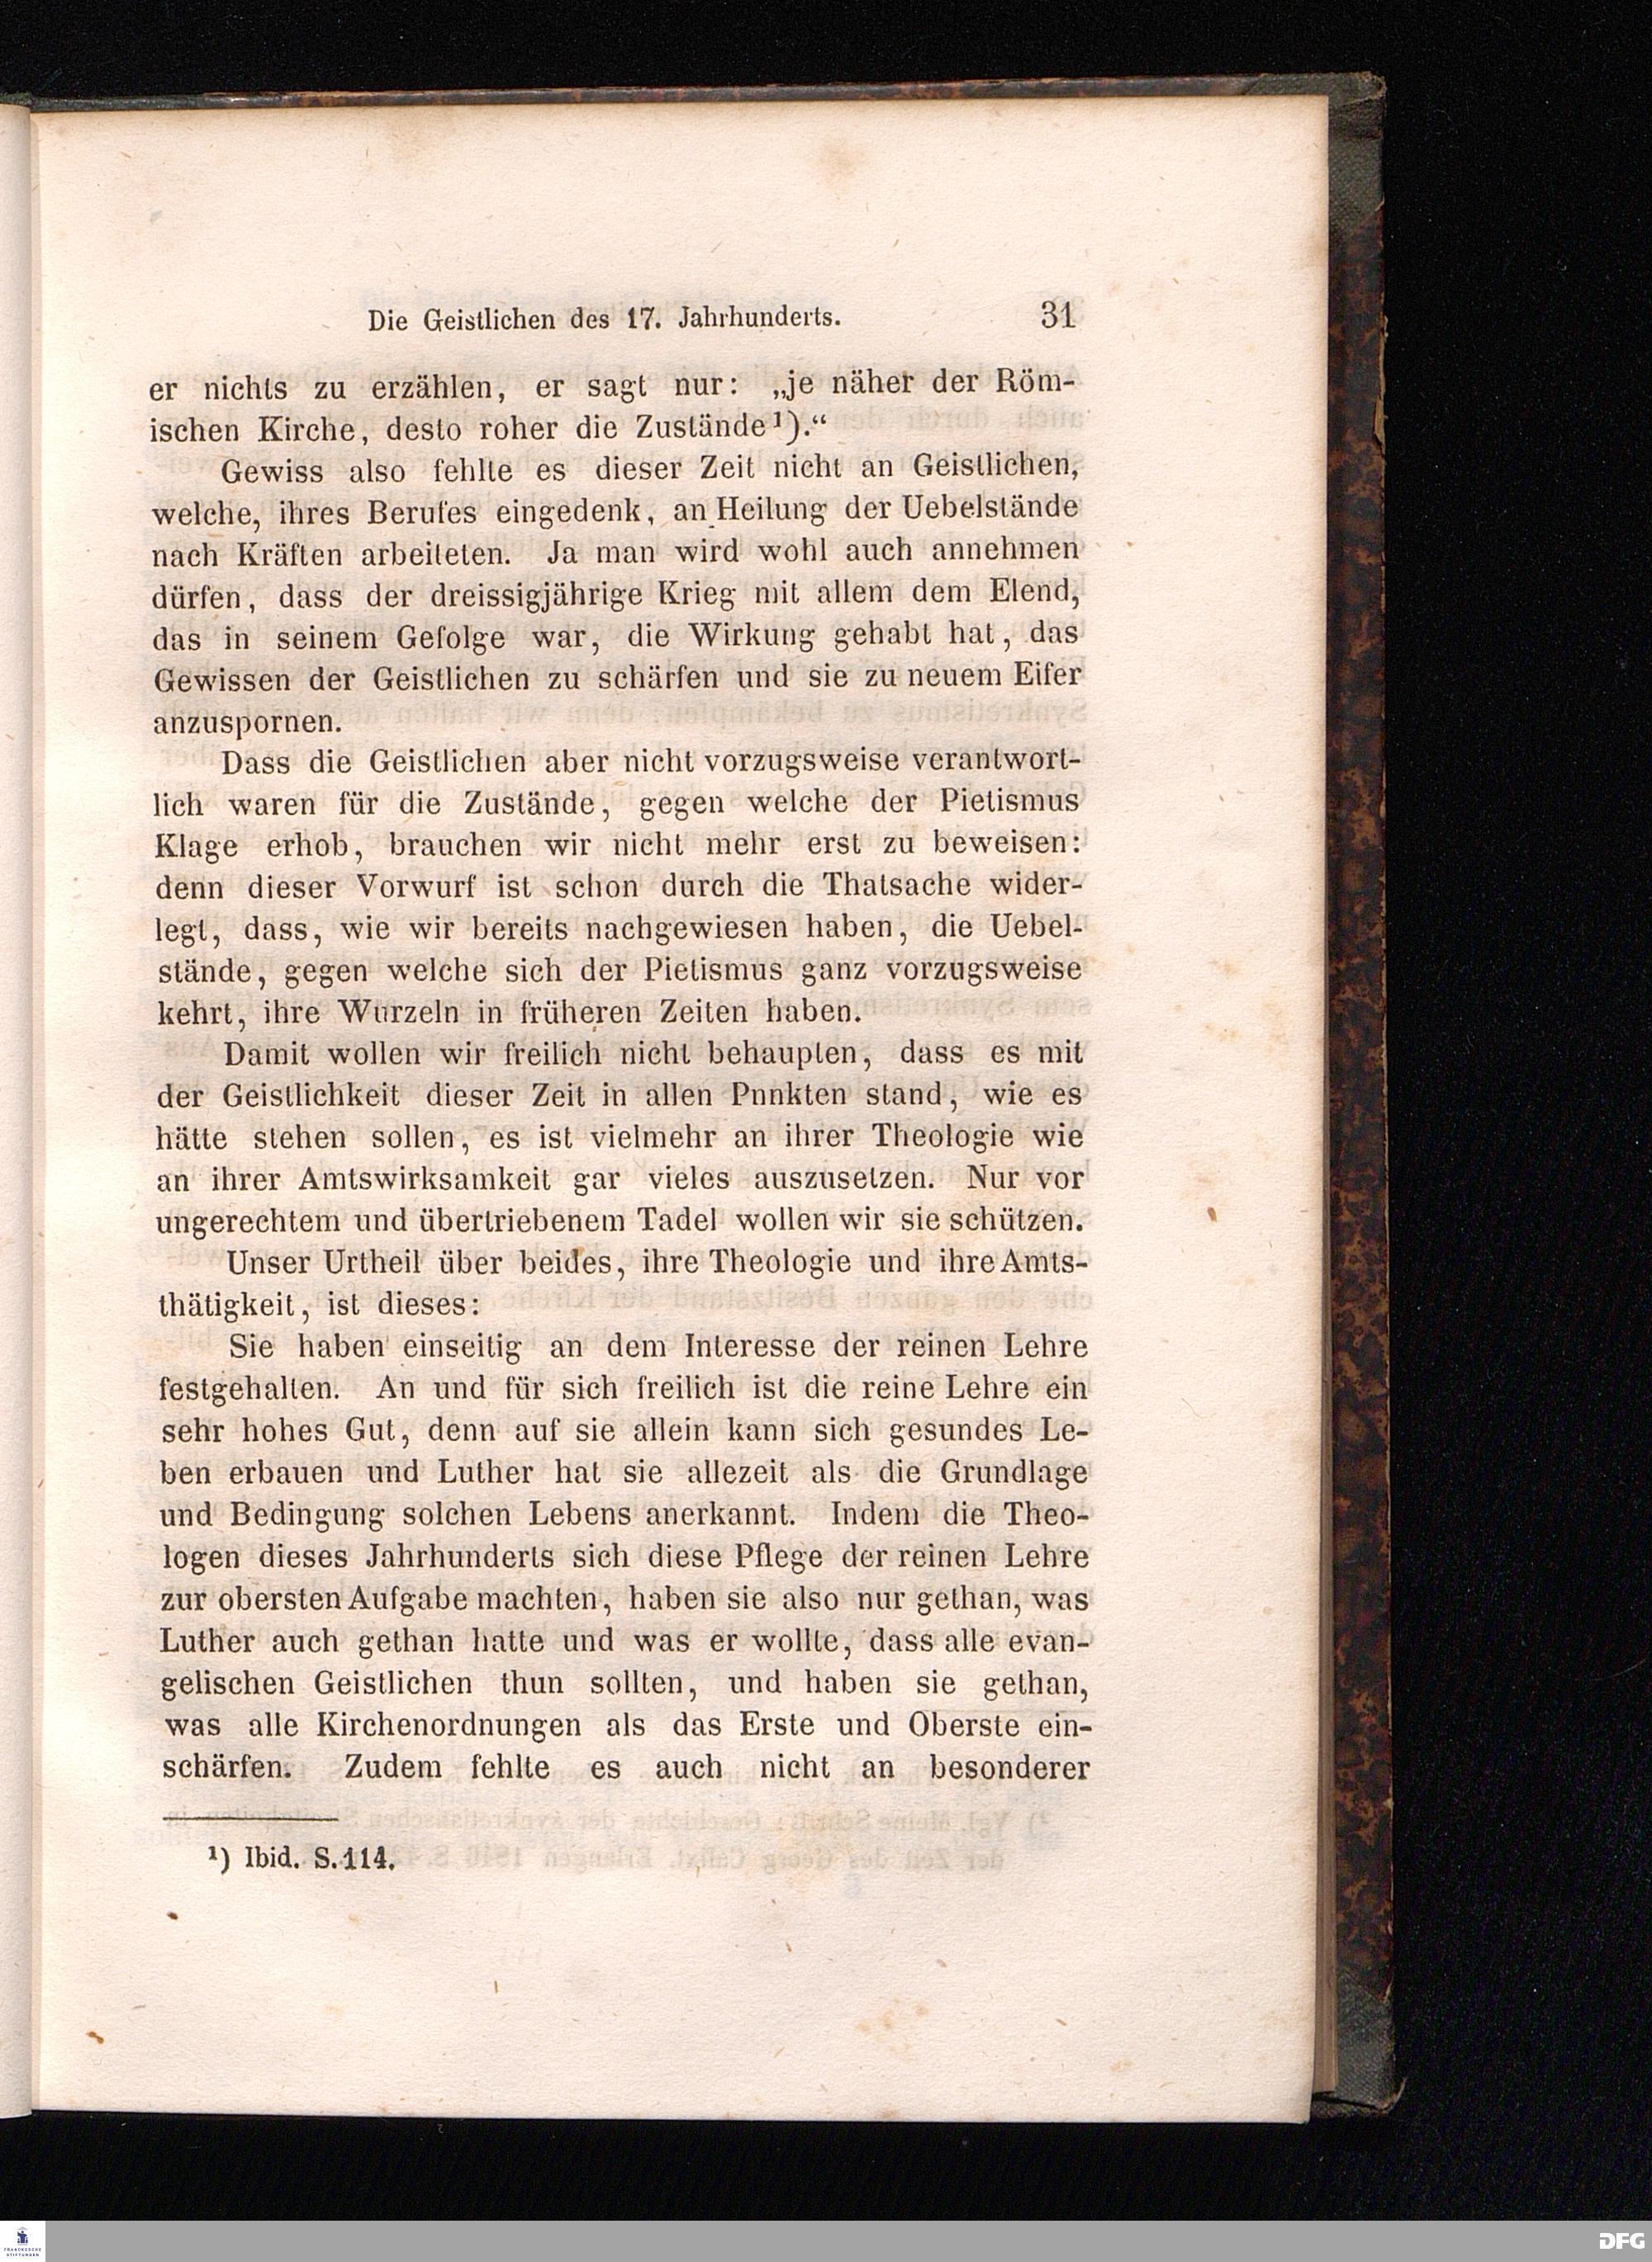 Die Geistlichen des 17. Jahrhunderts. 31
er nichts zu erzählen, er sagt nur: „je näher der Röm-
ischen Kirche, desto roher die Zustände¹).“
Gewiss also fehlte es dieser Zeit nicht an Geistlichen,
welche, ihres Berufes eingedenk, an Heilung der Uebelstände
nach Kräften arbeiteten. Ja man wird wohl auch annehmen
dürfen, dass der dreissigjährige Krieg mit allem dem Elend,
das in seinem Gefolge war, die Wirkung gehabt hat, das
Gewissen der Geistlichen zu schärfen und sie zu neuem Eifer
anzuspornen.
Dass die Geistlichen aber nicht vorzugsweise verantwort-
lich waren für die Zustände, gegen welche der Pietismus
Klage erhob, brauchen wir nicht mehr erst zu beweisen:
denn dieser Vorwurf ist schon durch die Thatsache wider-
legt, dass, wie wir bereits nachgewiesen haben, die Uebel-
stände, gegen welche sich der Pietismus ganz vorzugsweise
kehrt, ihre Wurzeln in früheren Zeiten haben.
Damit wollen wir freilich nicht behaupten, dass es mit
der Geistlichkeit dieser Zeit in allen Pnnkten stand, wie es
hätte stehen sollen, es ist vielmehr an ihrer Theologie wie
an ihrer Amtswirksamkeit gar vieles auszusetzen. Nur vor
ungerechtem und übertriebenem Tadel wollen wir sie schützen.
Unser Urtheil über beides, ihre Theologie und ihre Amts-
thätigkeit, ist dieses:
Sie haben einseitig an dem Interesse der reinen Lehre
festgehalten. An und für sich freilich ist die reine Lehre ein
sehr hohes Gut, denn auf sie allein kann sich gesundes Le-
ben erbauen und Luther hat sie allezeit als die Grundlage
und Bedingung solchen Lebens anerkannt. Indem die Theo-
logen dieses Jahrhunderts sich diese Pflege der reinen Lehre
zur obersten Aufgabe machten, haben sie also nur gethan, was
Luther auch gethan hatte und was er wollte, dass alle evan-
gelischen Geistlichen thun sollten, und haben sie gethan,
was alle Kirchenordnungen als das Erste und Oberste ein-
schärfen. Zudem fehlte es auch nicht an besonderer
¹) Ibid. S. 114.
FRANCKESCHE
STIFTUNGEN
DFG